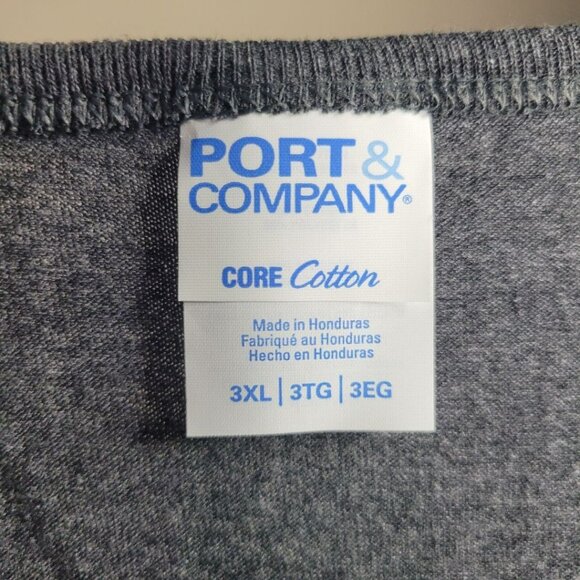 PORT &
COMPANY®
CORE Cotton
Made in Honduras
Fabriqué au Honduras
Hecho en Honduras
3XL | 3TG | 3EG